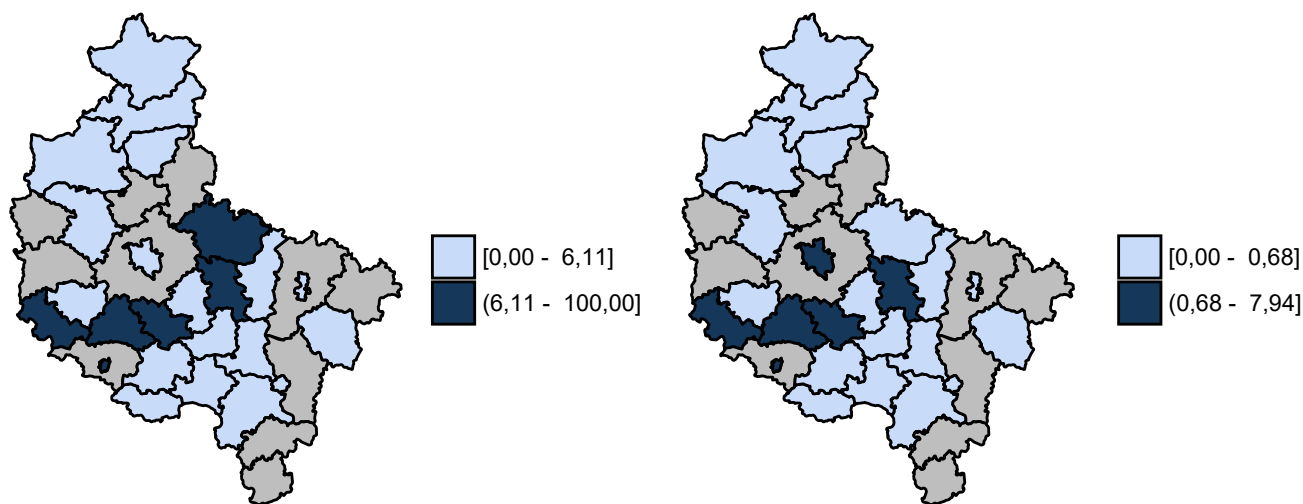 [0,00 -  6,11]
(6,11 - 100,00]
[0,00 -  0,68]
(0,68 -  7,94]